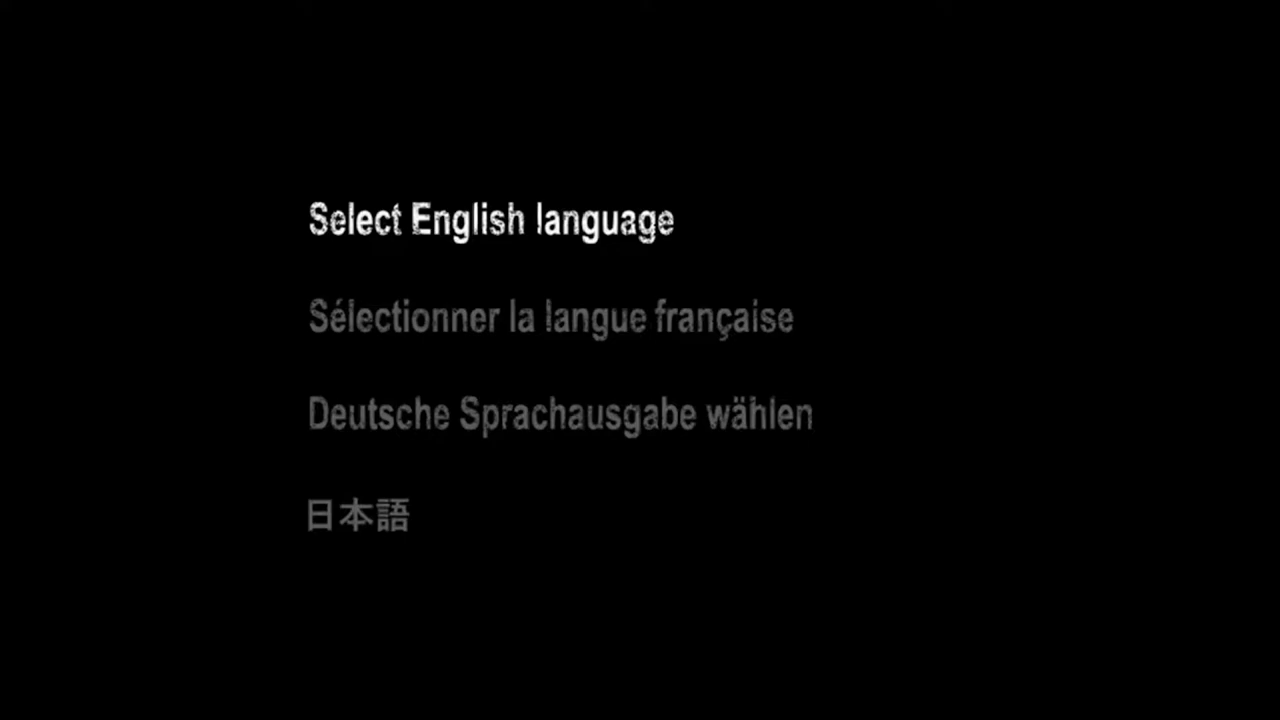 Select English language
Sélectionner la langue française
Deutsche Sprachausgabe wählen
日本語